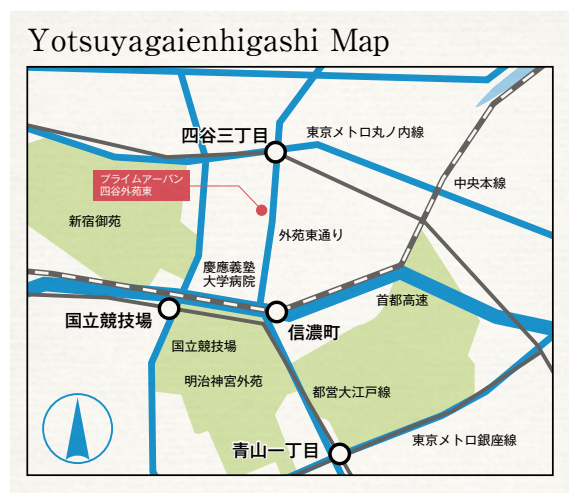 Yotsuyagaienhigashi Map
四谷三丁目
東京メトロ丸ノ内線
プライムアーバン
四谷外苑東
中央本線
新宿御苑
外苑東通り
慶應義塾
大学病院
首都高速
国立競技場
信濃町
国立競技場
明治神宮外苑
都営大江戸線
青山一丁目
東京メトロ銀座線